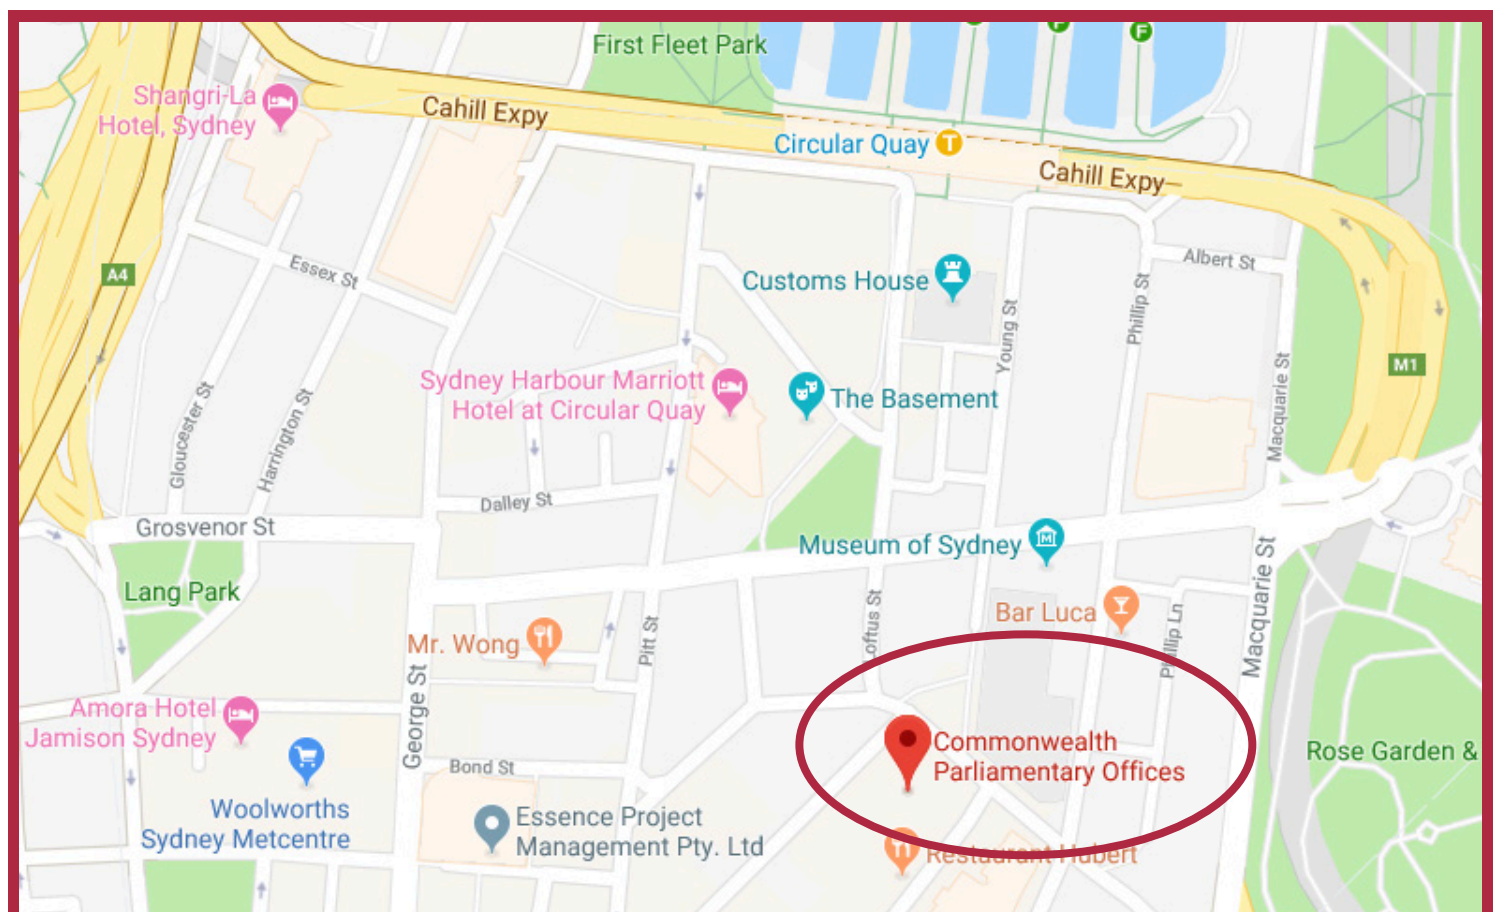 First Fleet Park
F
F
Shangri-La
Hotel, Sydney
Cahill Expy
Circular Quay
T
Cahill Expy
A4
Essex St
Customs House
Albert St
Phillip St
Young St
M1
Macquarie St
Sydney Harbour Marriott
Hotel at Circular Quay
The Basement
Gloucester St
Harrington St
Dalley St
Grosvenor St
Museum of Sydney
M
Lang Park
Bar Luca
Loftus St
Pitt St
Phillip Ln
Macquarie St
Mr. Wong
George St
Amora Hotel
Jamison Sydney
Commonwealth
Parliamentary Offices
Rose Garden &
Bond St
Woolworths
Sydney Metcentre
Essence Project
Management Pty. Ltd
Restaurant Hubert